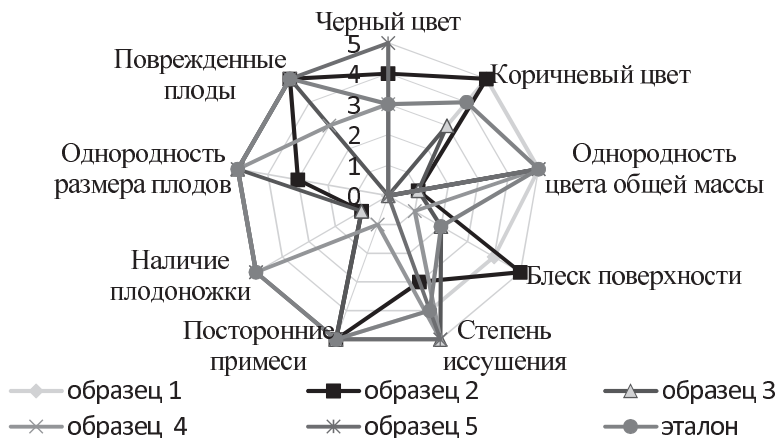 Черный цвет
5
4
3
2
1
0
Поврежденные
плоды
Коричневый цвет
Однородность
размера плодов
Однородность
цвета общей массы
Наличие
плодоножки
Блеск поверхности
Посторонние
примеси
Степень
иссушения
образец 1
образец 2
образец 3
образец 4
образец 5
эталон